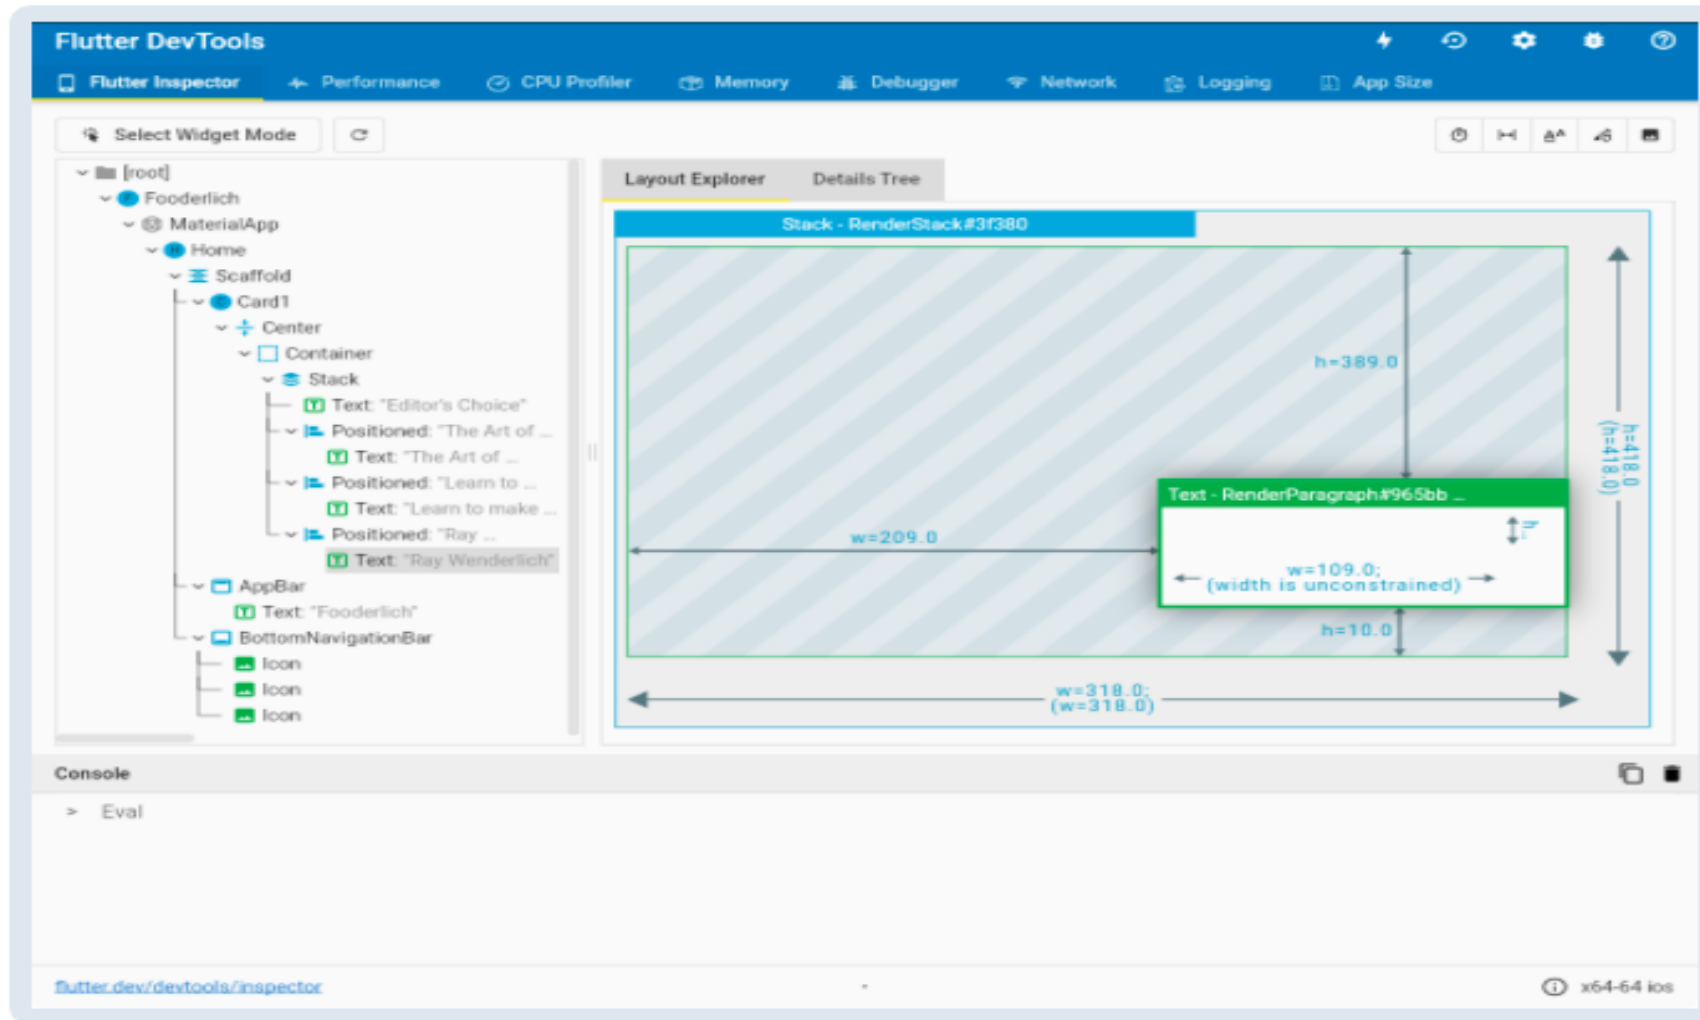 Flutter DevTools
Flutter Inspector
Performance
CPU Profiler
Memory
Debugger
Network
Logging
App Size
Select Widget Mode
[root]
Fooderlich
MaterialApp
Home
Scaffold
Card1
Center
Container
Stack
Text: "Editor's Choice"
Positioned: "The Art of ...
Text: "The Art of ...
Positioned: "Learn to ...
Text: "Learn to make ...
Positioned: "Ray ...
Text: "Ray Wenderlich"
AppBar
Text: "Fooderlich"
BottomNavigationBar
Icon
Icon
Icon
Layout Explorer
Details Tree
Stack - RenderStack#3f380
h=389.0
h=418.0
(h=418.0)
Text - RenderParagraph#965bb ...
w=209.0
w=109.0;
(width is unconstrained)
h=10.0
w=318.0;
(w=318.0)
Console
> Eval
flutter.dev/devtools/inspector
-
x64-64 ios